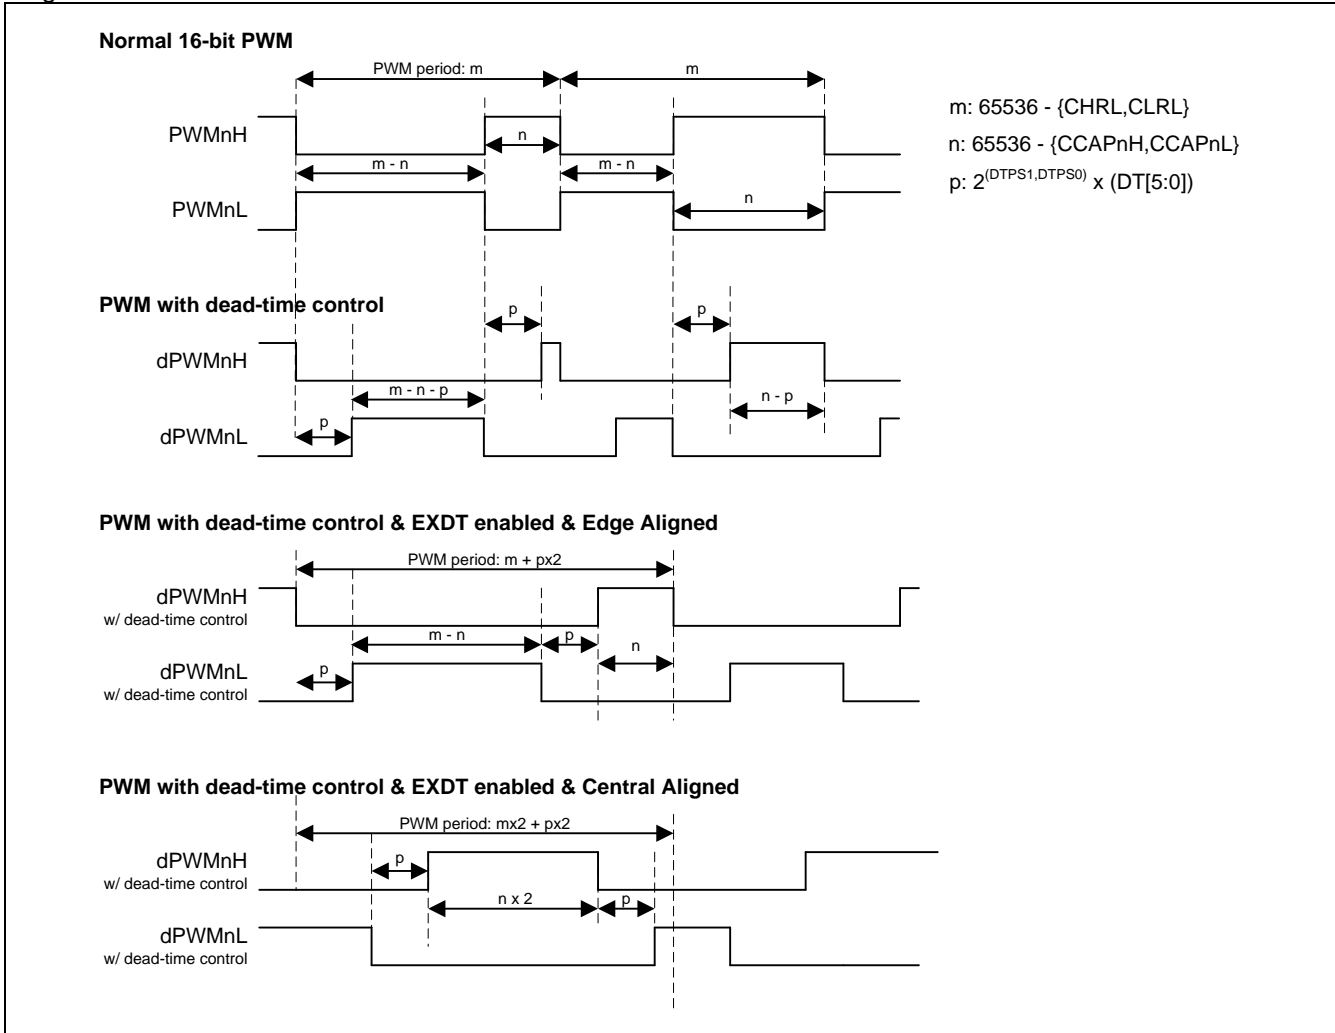 Normal 16-bit PWM
PWM period: m
m
PWMnH
n
m - n
m - n
PWMnL
n
m: 65536 - {CHRL,CLRL}
n: 65536 - {CCAPnH,CCAPnL}
p: 2(DTPS1,DTPS0) x (DT[5:0])
PWM with dead-time control
p
p
dPWMnH
m - n - p
n - p
p
dPWMnL
PWM with dead-time control & EXDT enabled & Edge Aligned
PWM period: m + px2
dPWMnH
w/ dead-time control
m - n
p
n
dPWMnL
p
w/ dead-time control
PWM with dead-time control & EXDT enabled & Central Aligned
PWM period: mx2 + px2
dPWMnH
p
w/ dead-time control
n x 2
p
dPWMnL
w/ dead-time control